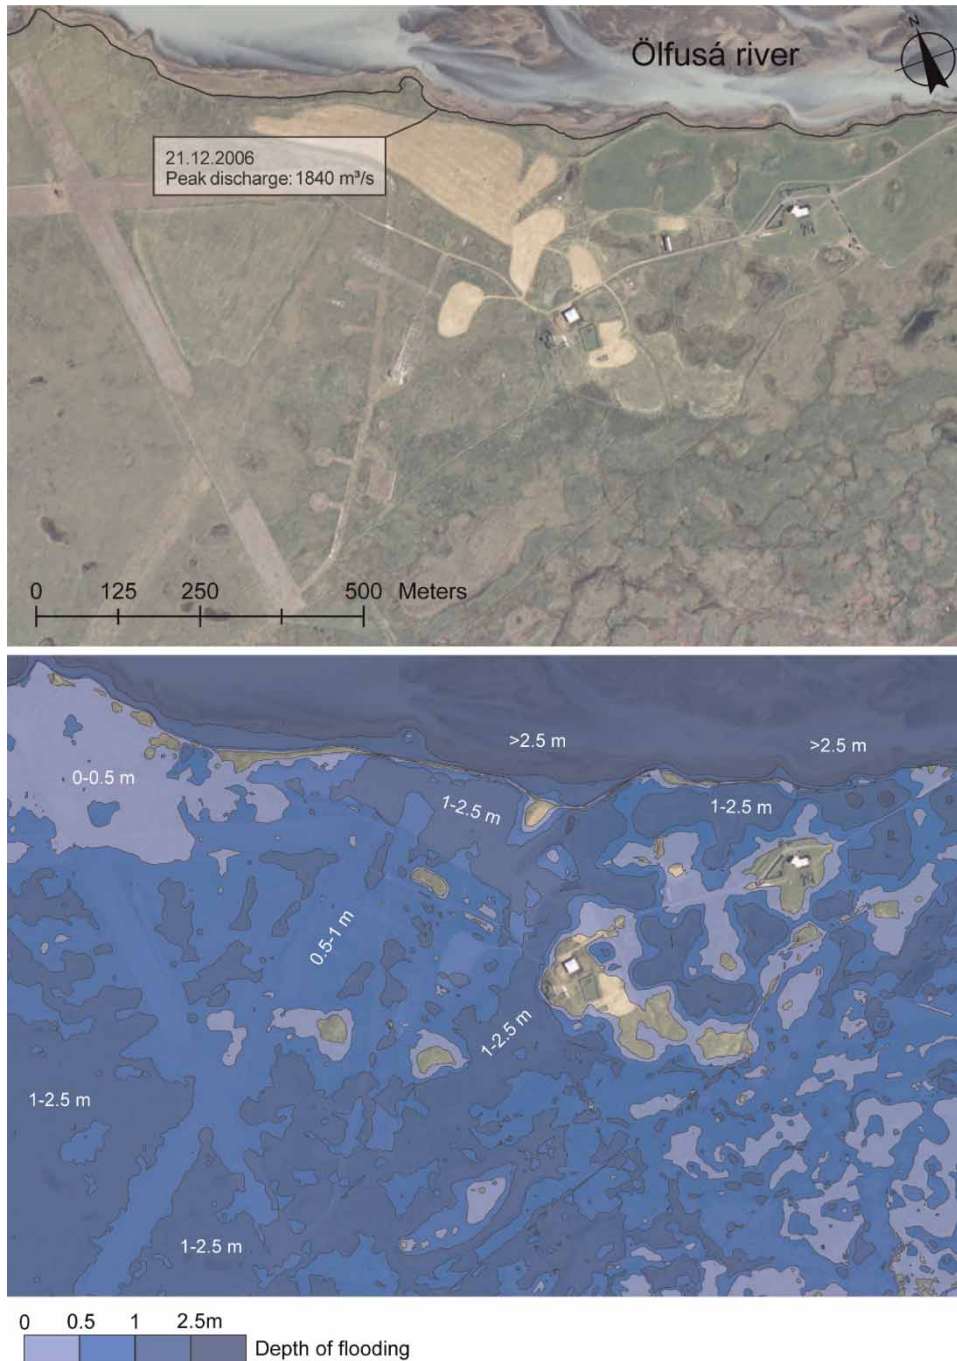 Ölfusá river
N
21.12.2006
Peak discharge: 1840 m³/s
0 125 250 500 Meters
>2.5 m
>2.5 m
0-0.5 m
1-2.5 m
1-2.5 m
0.5-1 m
1-2.5 m
1-2.5 m
1-2.5 m
0 0.5 1 2.5m
Depth of flooding